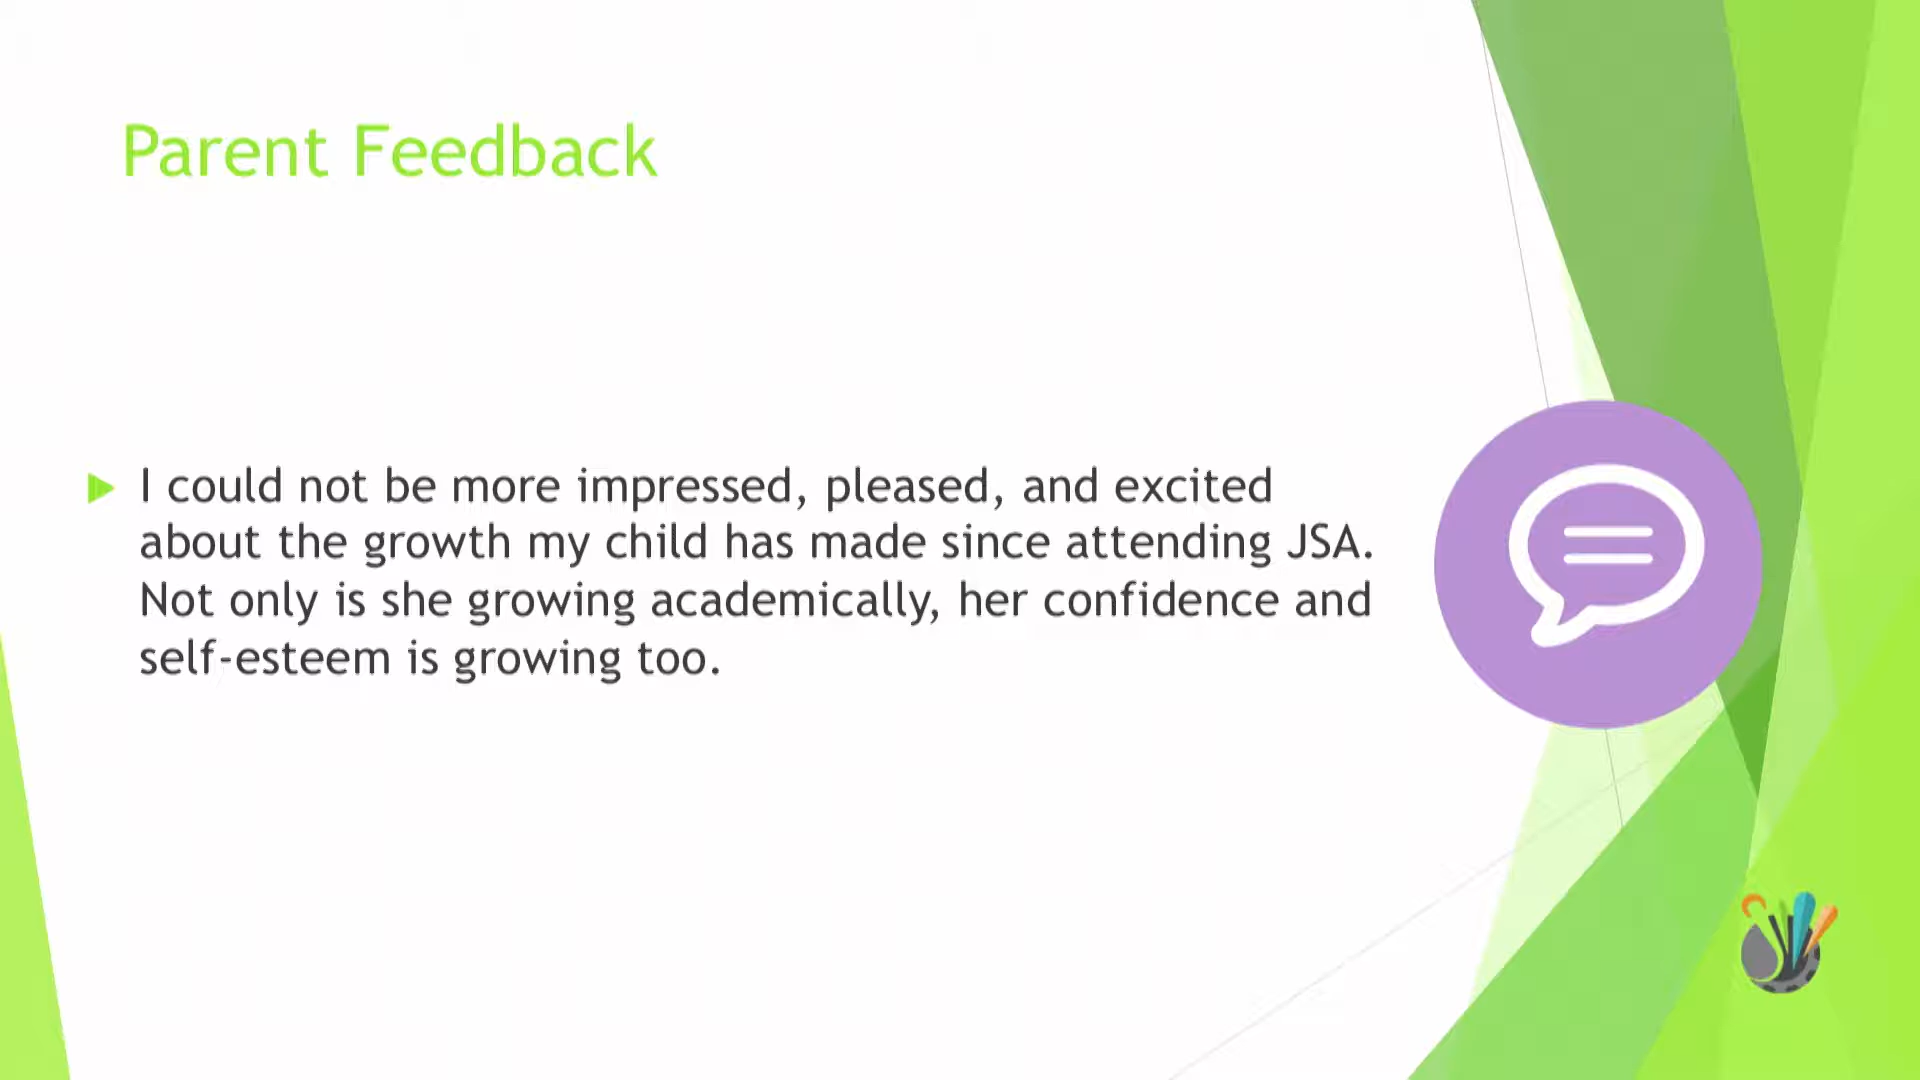 Parent Feedback
I could not be more impressed, pleased, and excited
about the growth my child has made since attending JSA.
Not only is she growing academically, her confidence and
self-esteem is growing too.